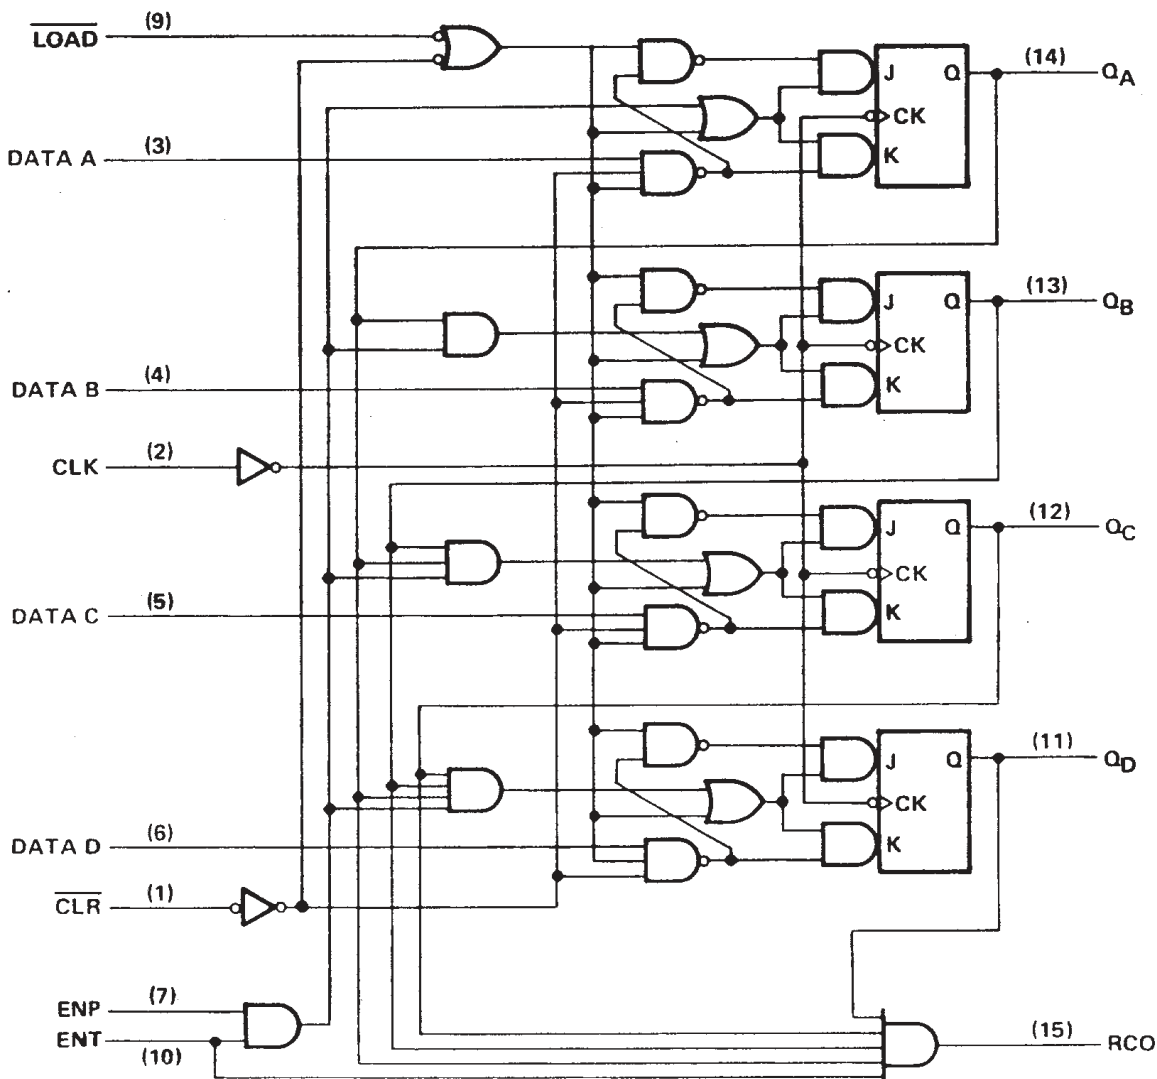 LOAD (9)
J Q (14) QA
CK
DATA A (3)
K
J Q (13) QB
CK
DATA B (4)
K
CLK (2)
J Q (12) QC
CK
DATA C (5)
K
J Q (11) QD
CK
DATA D (6)
K
CLR (1)
ENP (7)
ENT (10)
(15) RCO